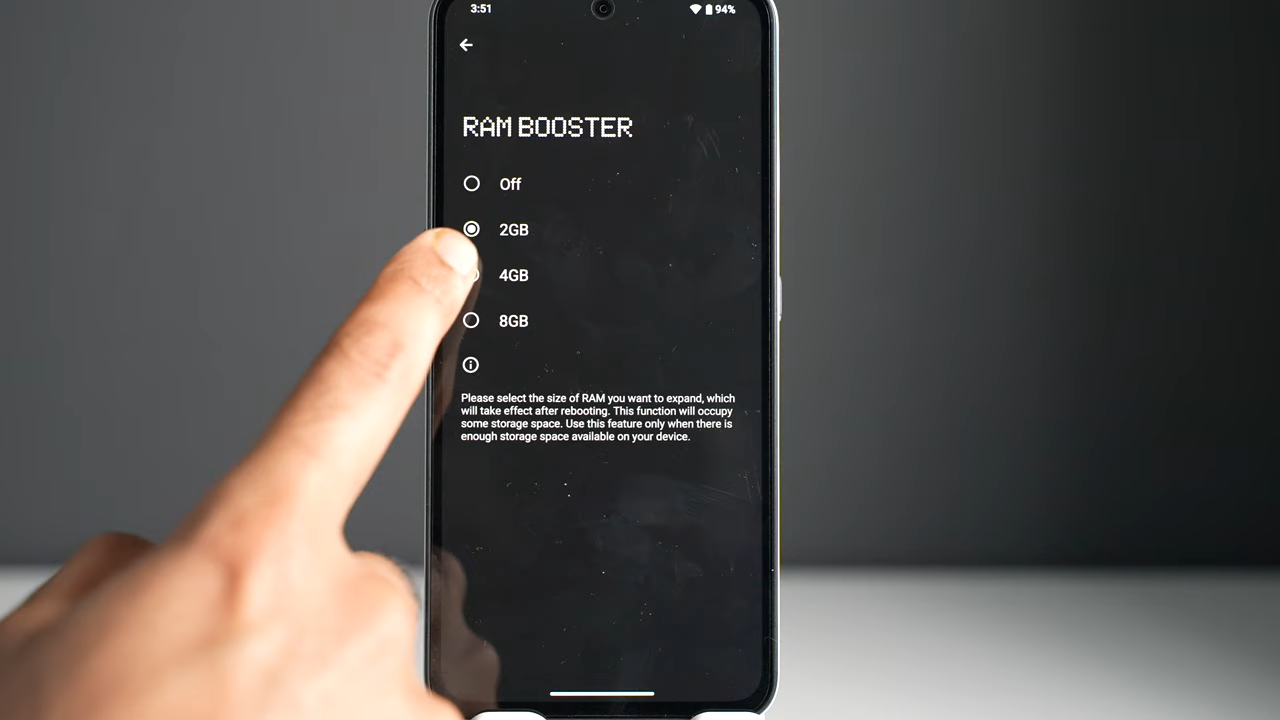 3:51
94%
RAM BOOSTER
Off
2GB
4GB
8GB
Please select the size of RAM you want to expand, which
will take effect after rebooting. This function will occupy
some storage space. Use this feature only when there is
enough storage space available on your device.